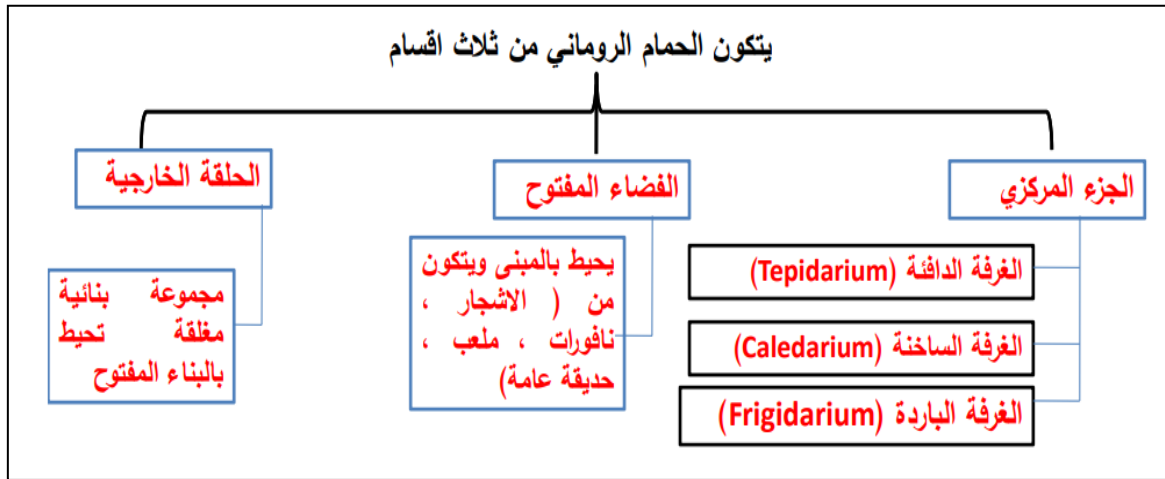 يتكون الحمام الروماني من ثلاث اقسام
الجزء المركزي
الغرفة الدافئة (Tepidarium)
الغرفة الساخنة (Caledarium)
الغرفة الباردة (Frigidarium)
الفضاء المفتوح
يحيط بالمبنى ويتكون
من ( الاشجار ،
نافورات ، ملعب ،
حديقة عامة)
الحلقة الخارجية
مجموعة بنائية
مغلقة تحيط
بالبناء المفتوح